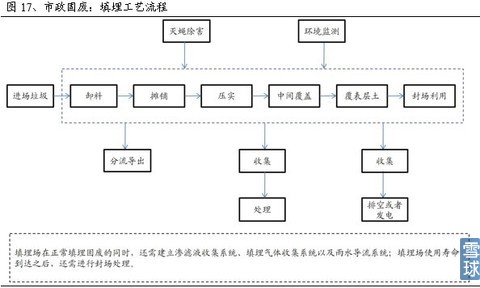 图 17、市政固废：填埋工艺流程
灭蝇除害
环境监测
进场垃圾
卸料
摊铺
压实
中间覆盖
覆表层土
封场利用
分流导出
收集
收集
处理
排空或者
发电
填埋场在正常填埋固废的同时，还需建立渗滤液收集系统、填埋气体收集系统以及雨水导流系统；填埋场使用寿命
到达之后，还需进行封场处理。
雪
球